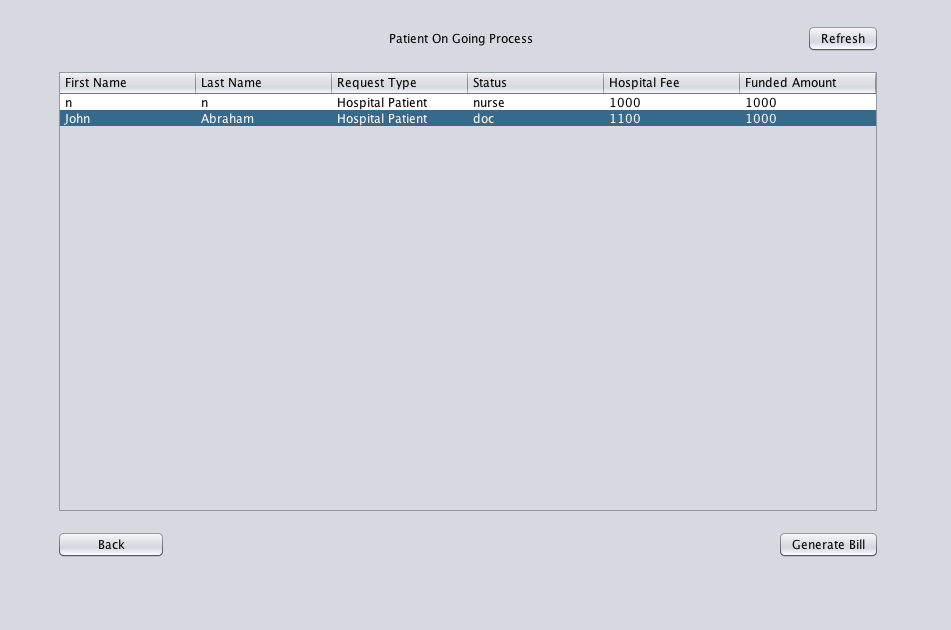 Patient On Going Process
Refresh
First Name Last Name Request Type Status Hospital Fee Funded Amount
n n Hospital Patient nurse 1000 1000
John Abraham Hospital Patient doc 1100 1000
Back Generate Bill